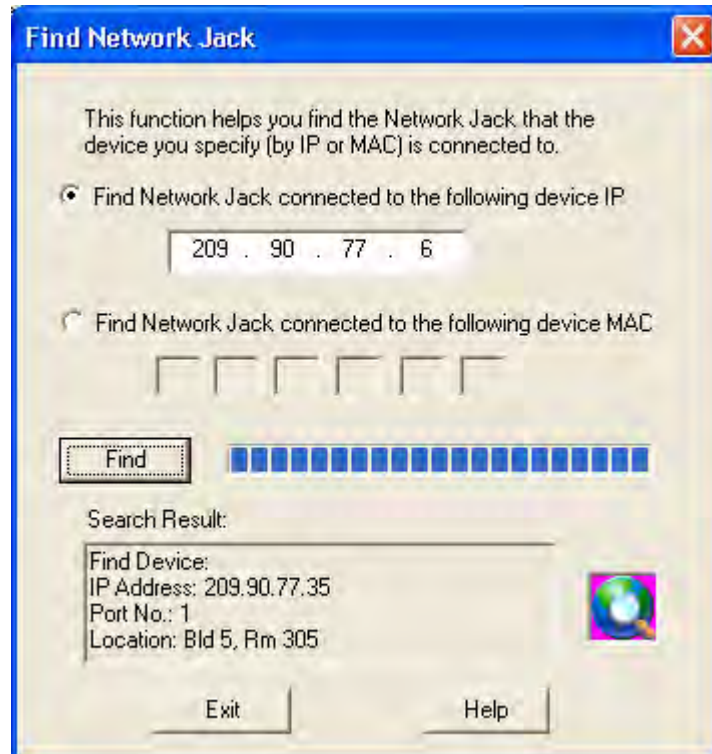 Find Network Jack
This function helps you find the Network Jack that the
device you specify (by IP or MAC) is connected to.
Find Network Jack connected to the following device IP
209 . 90 . 77 . 6
Find Network Jack connected to the following device MAC
Find
Search Result:
Find Device:
IP Address: 209.90.77.35
Port No.: 1
Location: Bld 5, Rm 305
Exit
Help